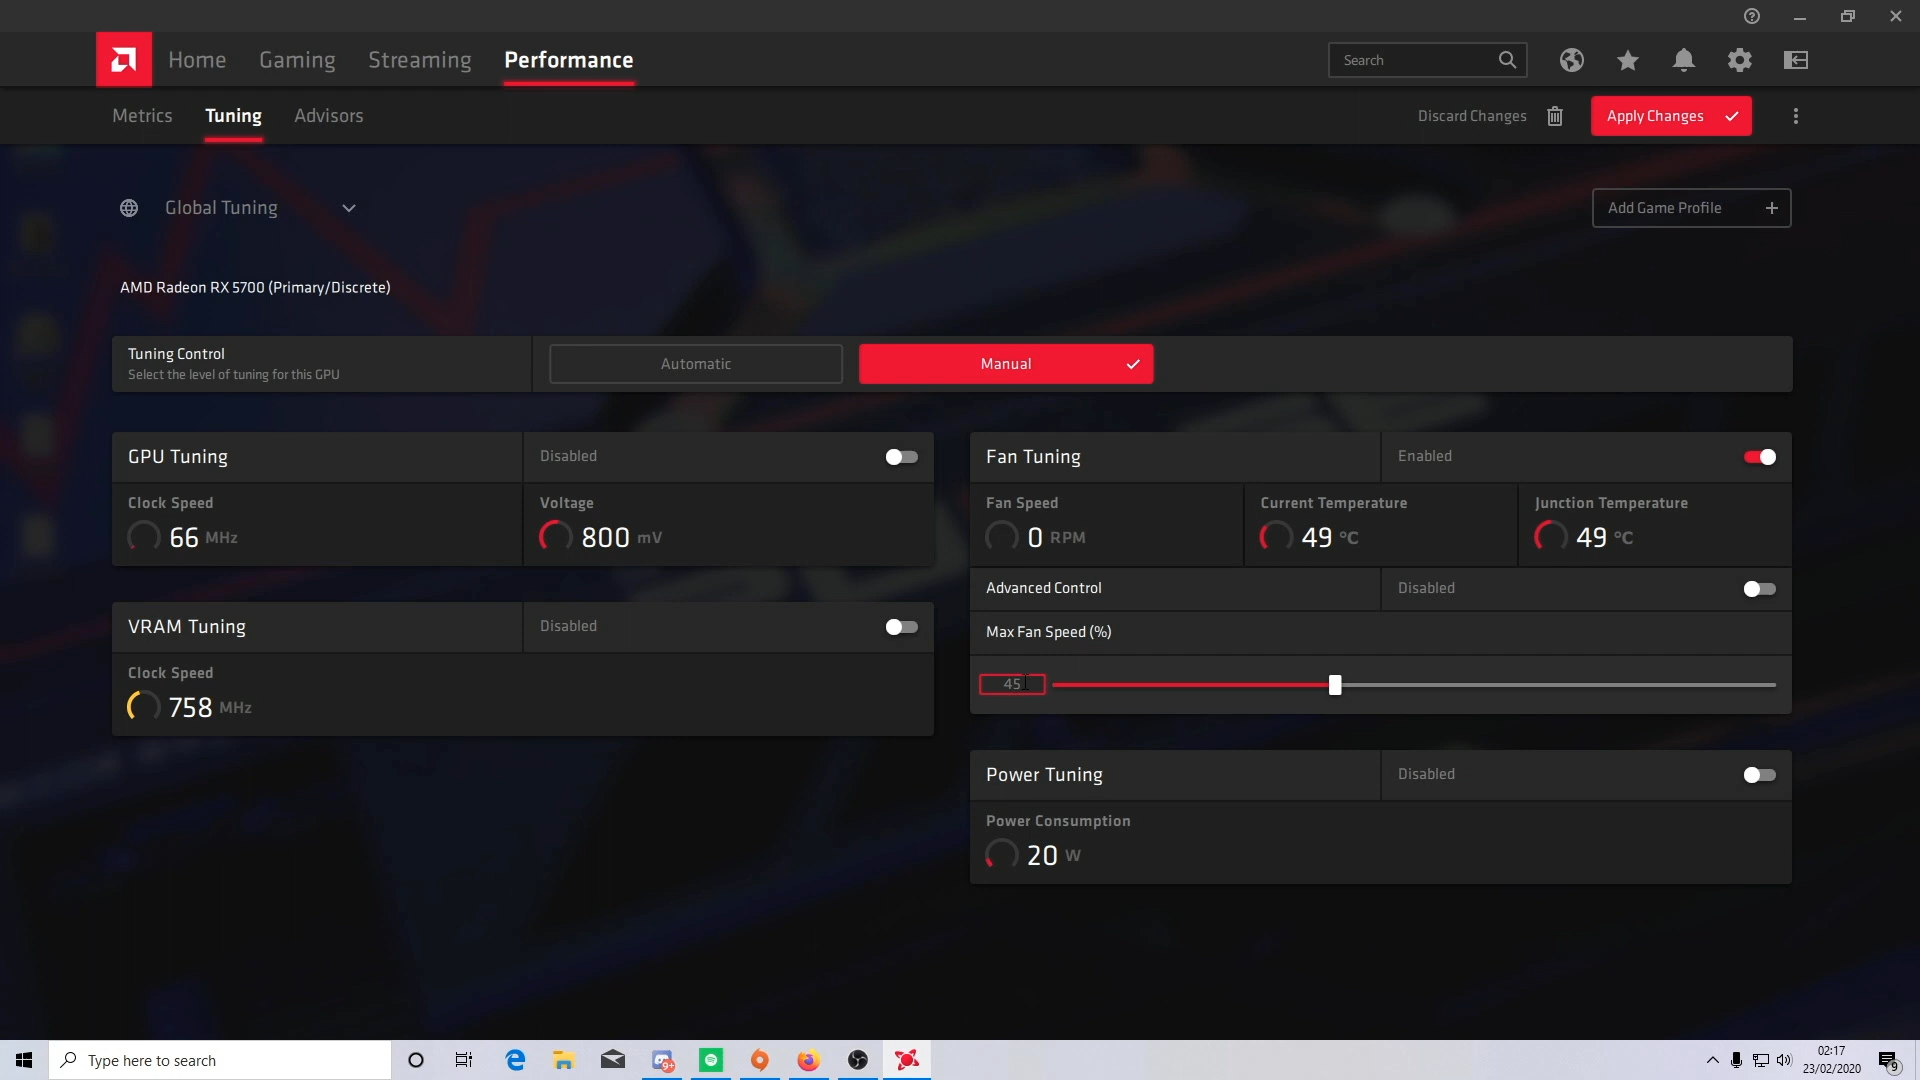 Home Gaming Streaming Performance
Search
Metrics Tuning Advisors
Discard Changes
Apply Changes
Global Tuning
Add Game Profile
AMD Radeon RX 5700 (Primary/Discrete)
Tuning Control
Select the level of tuning for this GPU
Automatic
Manual
GPU Tuning
Disabled
Clock Speed
66 MHz
Voltage
800 mV
VRAM Tuning
Disabled
Clock Speed
758 MHz
Fan Tuning
Enabled
Fan Speed
0 RPM
Current Temperature
49 °C
Junction Temperature
49 °C
Advanced Control
Disabled
Max Fan Speed (%)
45
Power Tuning
Disabled
Power Consumption
20 W
Type here to search
9+
02:17
23/02/2020
9